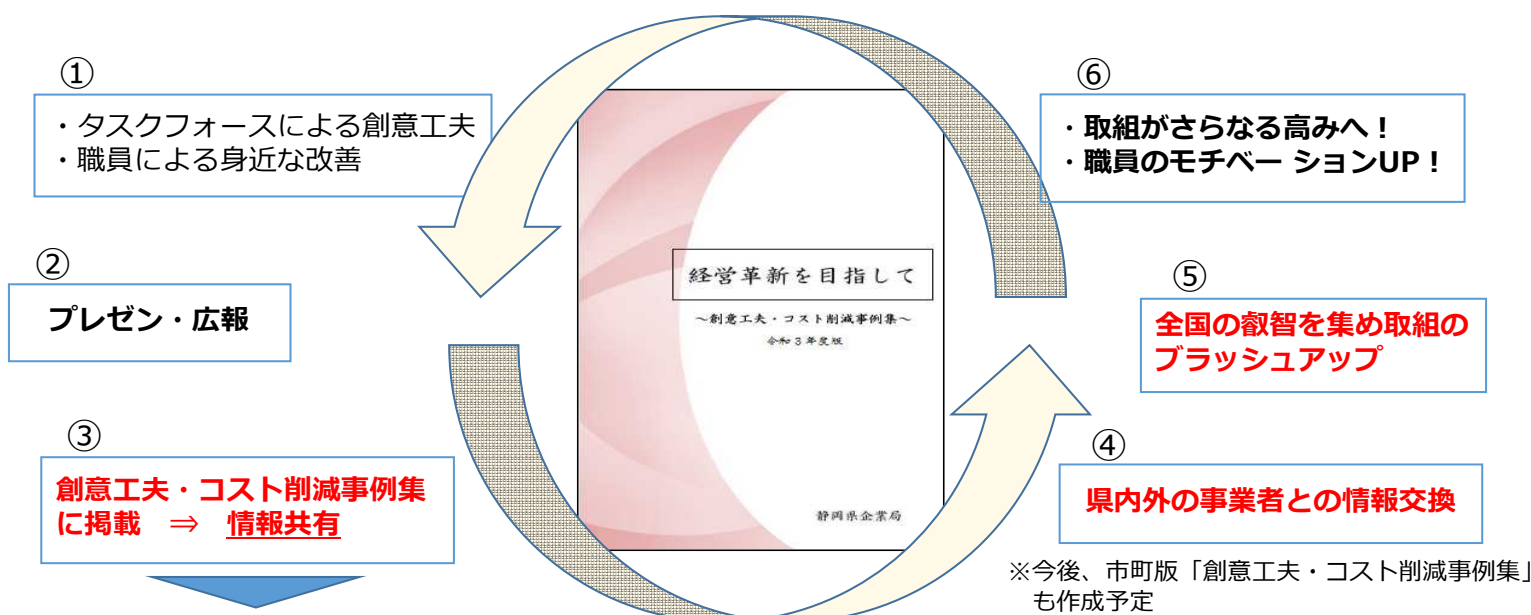 ①
・タスクフォースによる創意工夫
・職員による身近な改善
②
プレゼン・広報
③
創意工夫・コスト削減事例集
に掲載　⇒　情報共有
経営革新を目指して
～創意工夫・コスト削減事例集～
令和３年度版
静岡県企業局
④
県内外の事業者との情報交換
※今後、市町版「創意工夫・コスト削減事例集」
も作成予定
⑤
全国の叡智を集め取組の
ブラッシュアップ
⑥
・取組がさらなる高みへ！
・職員のモチベー ションUP！